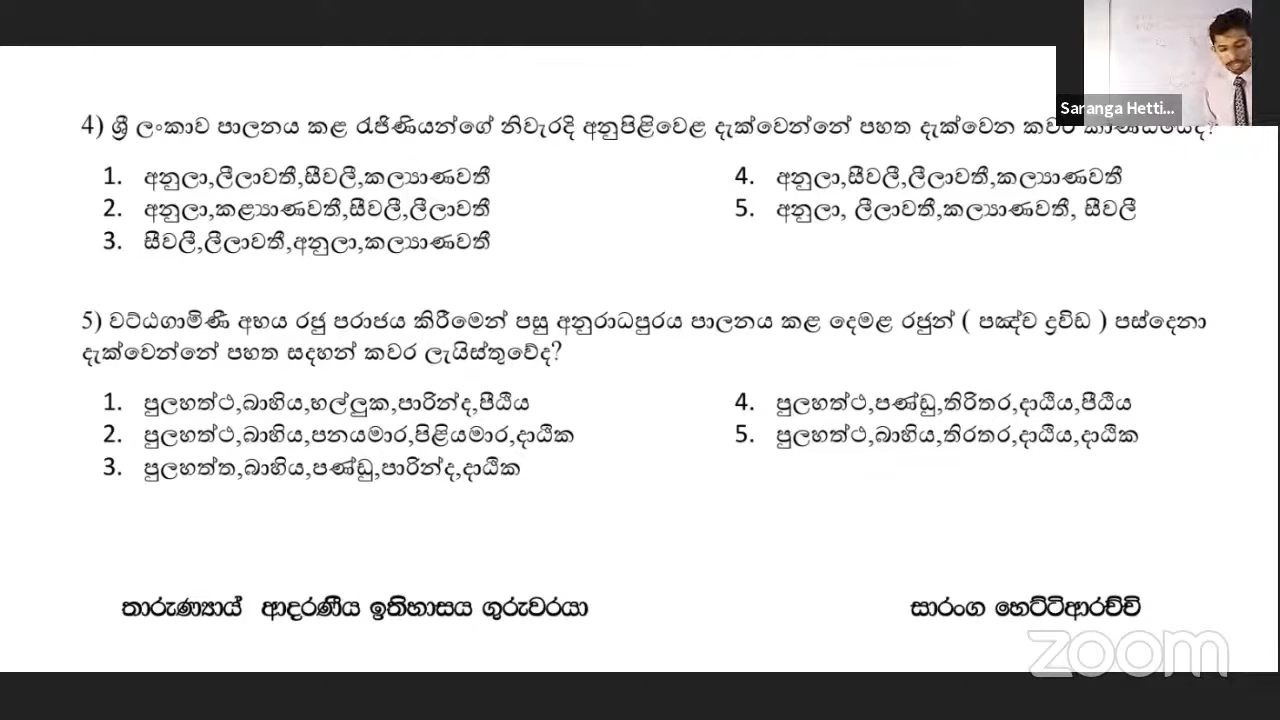 Saranga Hetti...
4) ශ්‍රී ලංකාව පාලනය කළ රැජිණියන්ගේ නිවැරදි අනුපිළිවෙළ දැක්වෙන්නේ පහත දැක්වෙන කවර
1. අනුලා,ලීලාවතී,සීවලී,කල්‍යාණවතී
2. අනුලා,කළ්‍යාණවතී,සීවලී,ලීලාවතී
3. සීවලී,ලීලාවතී,අනුලා,කල්‍යාණවතී
4. අනුලා,සීවලී,ලීලාවතී,කල්‍යාණවතී
5. අනුලා, ලීලාවතී,කල්‍යාණවතී, සීවලී
5) වට්ඨගාමිණී අභය රජු පරාජය කිරීමෙන් පසු අනුරාධපුරය පාලනය කළ දෙමළ රජුන් ( පඤ්ච ද්‍රවිඩ ) පස්දෙනා
දැක්වෙන්නේ පහත සදහන් කවර ලැයිස්තුවේද?
1. පුලහත්ථ,බාහිය,හල්ලුක,පාරින්ද,පීඨිය
2. පුලහත්ථ,බාහිය,පනයමාර,පිළියමාර,දාඨික
3. පුලහත්ත,බාහිය,පණ්ඩු,පාරින්ද,දාඨික
4. පුලහත්ථ,පණ්ඩු,තිරිතර,දාඨිය,පීඨිය
5. පුලහත්ථ,බාහිය,තිරතර,දාඨිය,දාඨික
තාරුණ්‍යාය් ආදරණීය ඉතිහාසය ගුරුවරයා
සාරංග හෙට්ටිආරච්චි
zoom